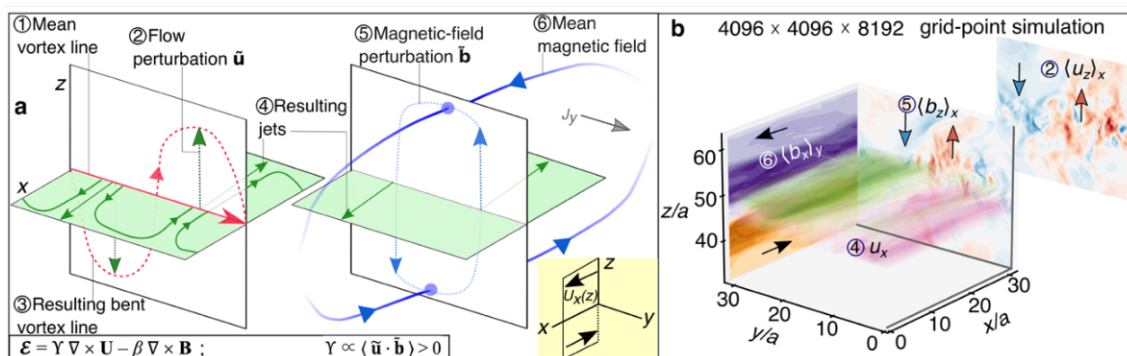 ①Mean
vortex line
②Flow
perturbation ũ
z
a
x
③Resulting bent
vortex line
④Resulting
jets
⑤Magnetic-field
perturbation b̃
⑥Mean
magnetic field
J_y
z
U_x(z)
x
y
𝓔 = Υ ∇ × U – β ∇ × B ;
Υ ∝ ⟨ũ · b̃⟩ > 0
b
4096 × 4096 × 8192 grid-point simulation
② ⟨u_z⟩_x
⑤ ⟨b_z⟩_x
⑥ ⟨b_x⟩_y
④ u_x
z/a
60
50
40
30
20
10
0
y/a
0
10
20
30
x/a